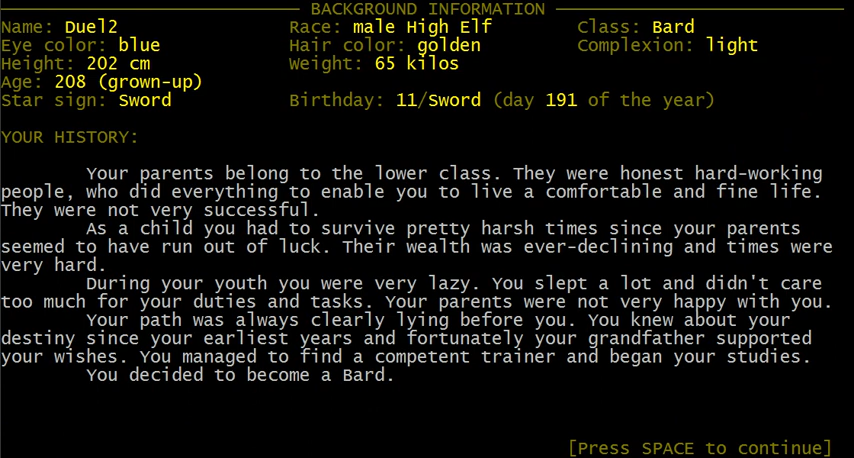 BACKGROUND INFORMATION
Name: Duel2 Race: male High Elf Class: Bard
Eye color: blue Hair color: golden Complexion: light
Height: 202 cm Weight: 65 kilos
Age: 208 (grown-up)
Star sign: Sword Birthday: 11/Sword (day 191 of the year)
YOUR HISTORY:
Your parents belong to the lower class. They were honest hard-working
people, who did everything to enable you to live a comfortable and fine life.
They were not very successful.
As a child you had to survive pretty harsh times since your parents
seemed to have run out of luck. Their wealth was ever-declining and times were
very hard.
During your youth you were very lazy. You slept a lot and didn't care
too much for your duties and tasks. Your parents were not very happy with you.
Your path was always clearly lying before you. You knew about your
destiny since your earliest years and fortunately your grandfather supported
your wishes. You managed to find a competent trainer and began your studies.
You decided to become a Bard.
[Press SPACE to continue]